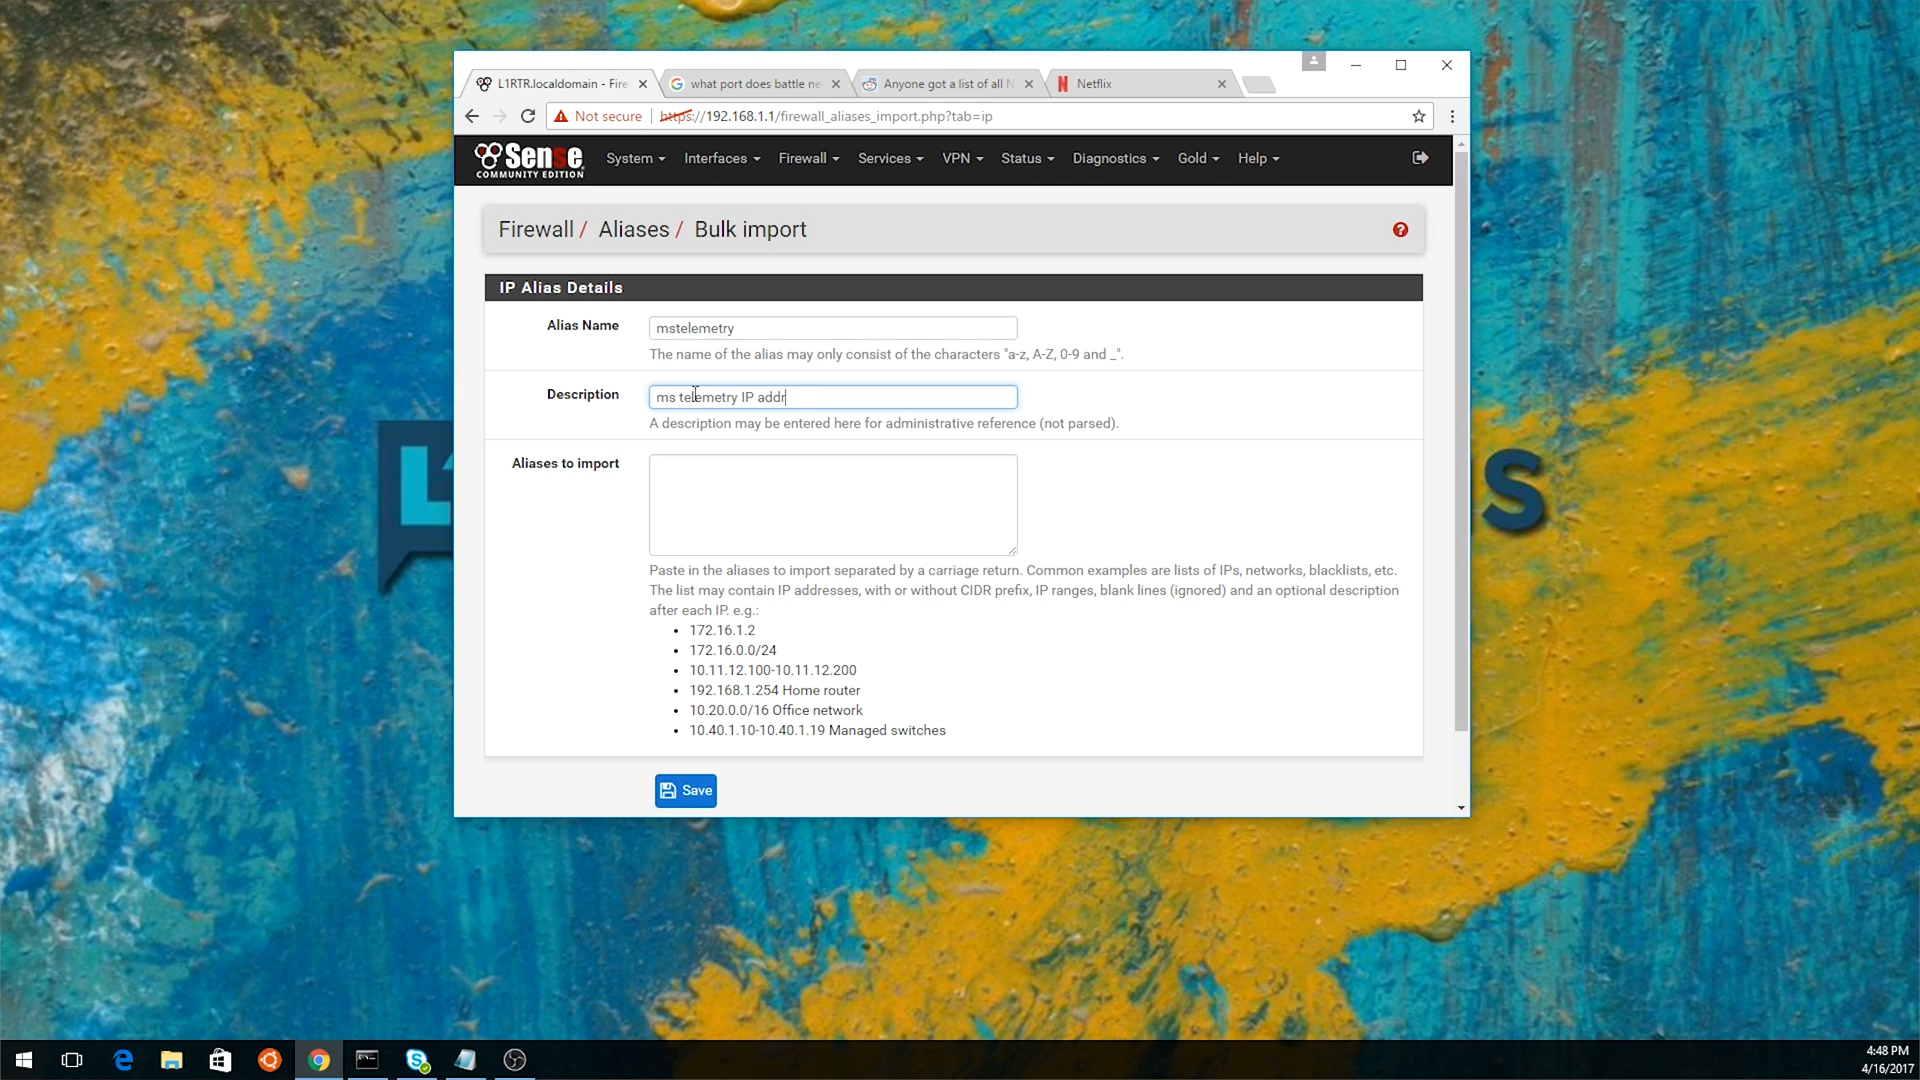 L1RTR.localdomain - Fire
what port does battle ne
Anyone got a list of all N
Netflix
Not secure
https://192.168.1.1/firewall_aliases_import.php?tab=ip
Sense
COMMUNITY EDITION
System
Interfaces
Firewall
Services
VPN
Status
Diagnostics
Gold
Help
Firewall / Aliases / Bulk import
IP Alias Details
Alias Name
mstelemetry
The name of the alias may only consist of the characters "a-z, A-Z, 0-9 and _".
Description
ms telemetry IP addr
A description may be entered here for administrative reference (not parsed).
Aliases to import
Paste in the aliases to import separated by a carriage return. Common examples are lists of IPs, networks, blacklists, etc.
The list may contain IP addresses, with or without CIDR prefix, IP ranges, blank lines (ignored) and an optional description
after each IP. e.g.:
172.16.1.2
172.16.0.0/24
10.11.12.100-10.11.12.200
192.168.1.254 Home router
10.20.0.0/16 Office network
10.40.1.10-10.40.1.19 Managed switches
Save
L
S
4:48 PM
4/16/2017